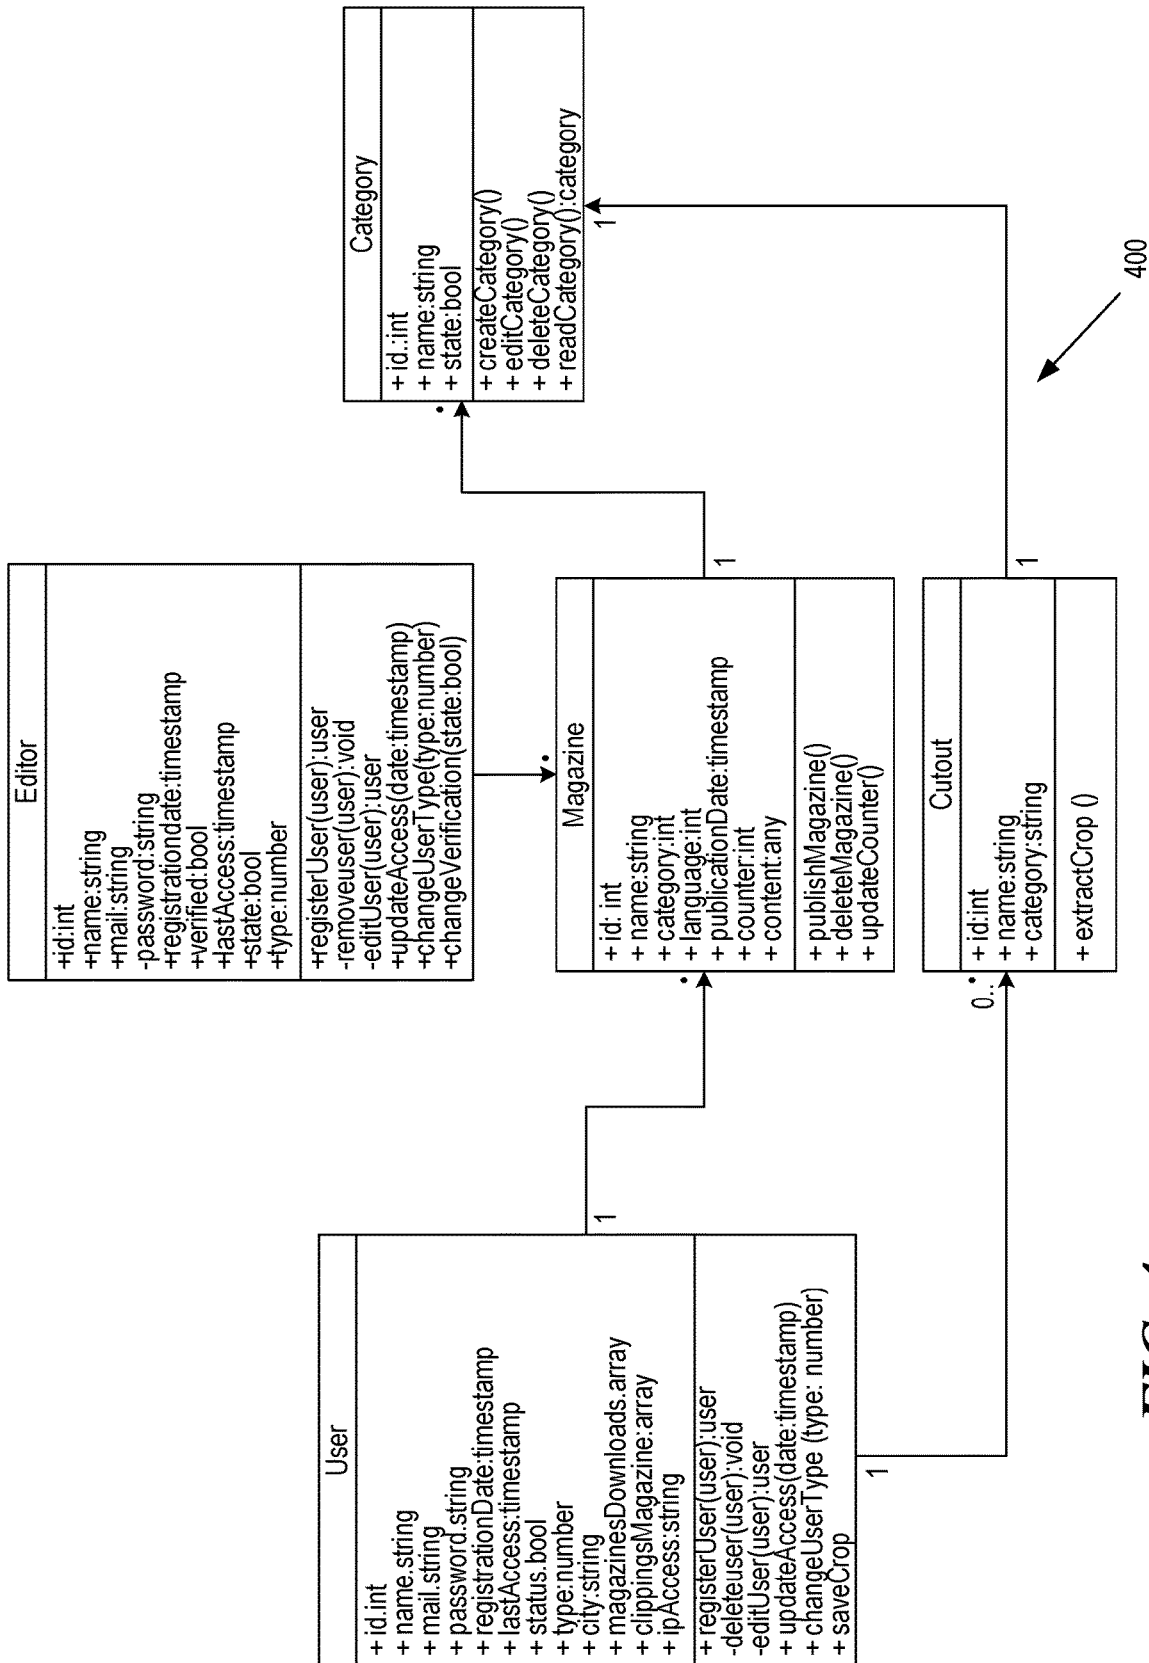 Editor
+id:int
+name:string
+mail:string
-password:string
+registrationdate:timestamp
+verified:bool
+lastAccess:timestamp
+state:bool
+type:number
+registerUser(user):user
-removeuser(user):void
-editUser(user):user
+updateAccess(date:timestamp)
+changeUserType(type:number)
+changeVerification(state:bool)
Category
+ id.:int
+ name:string
+ state:bool
+ createCategory()
+ editCategory()
+ deleteCategory()
+ readCategory():category
*
1
User
+ id.int
+ name.string
+ mail.string
+ password.string
+ registrationDate:timestamp
+ lastAccess:timestamp
+ status.bool
+ type:number
+ city:string
+ magazinesDownloads.array
+ clippingsMagazine:array
+ ipAccess:string
+ registerUser(user):user
-deleteuser(user):void
-editUser(user):user
+ updateAccess(date:timestamp)
+ changeUserType (type: number)
+ saveCrop
1
1
*
*
Magazine
+ id: int
+ name:string
+ category:int
+ language:int
+ publicationDate:timestamp
+ counter:int
+ content:any
+ publishMagazine()
+ deleteMagazine()
+ updateCounter()
1
0..*
Cutout
+ id:int
+ name:string
+ category:string
+ extractCrop ()
1
400